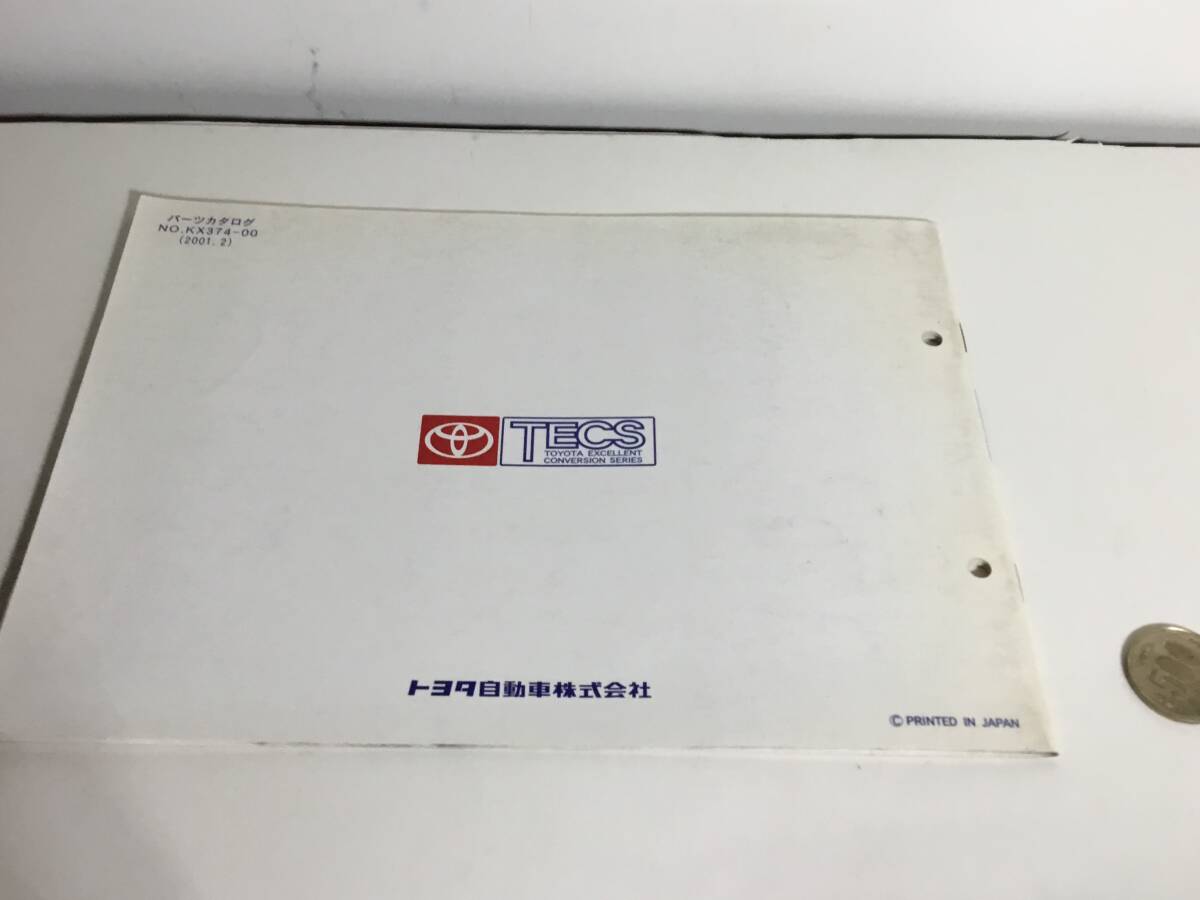 パーツカタログ
NO.KX374-00
(2001.2)
TECS
TOYOTA EXCELLENT
CONVERSION SERIES
トヨタ自動車株式会社
© PRINTED IN JAPAN
500